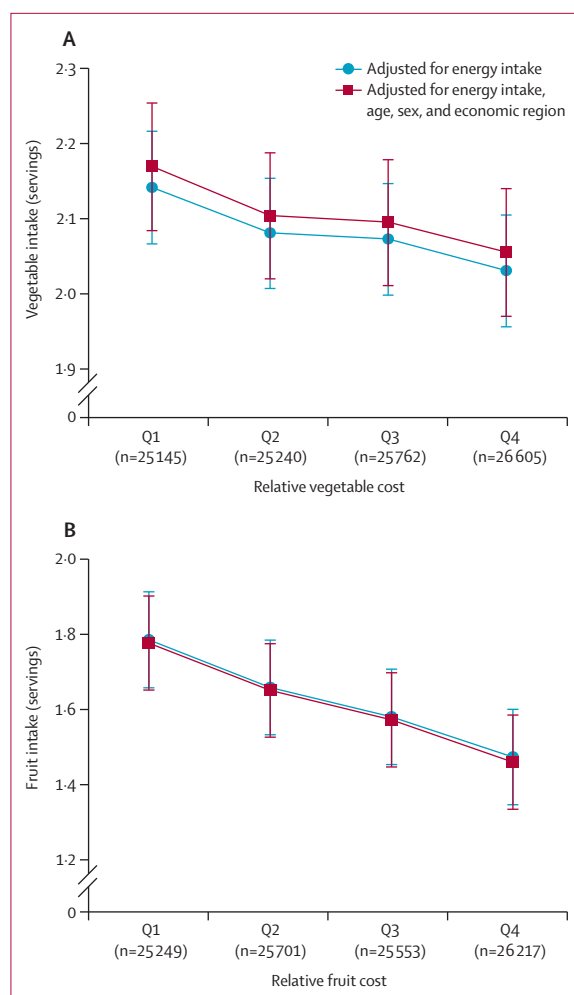 A
2·3
2·2
2·1
2·0
1·9
0
Vegetable intake (servings)
Adjusted for energy intake
Adjusted for energy intake,
age, sex, and economic region
Q1 Q2 Q3 Q4
(n=25145) (n=25240) (n=25762) (n=26605)
Relative vegetable cost
B
2·0
1·8
1·6
1·4
1·2
0
Fruit intake (servings)
Q1 Q2 Q3 Q4
(n=25249) (n=25701) (n=25553) (n=26217)
Relative fruit cost